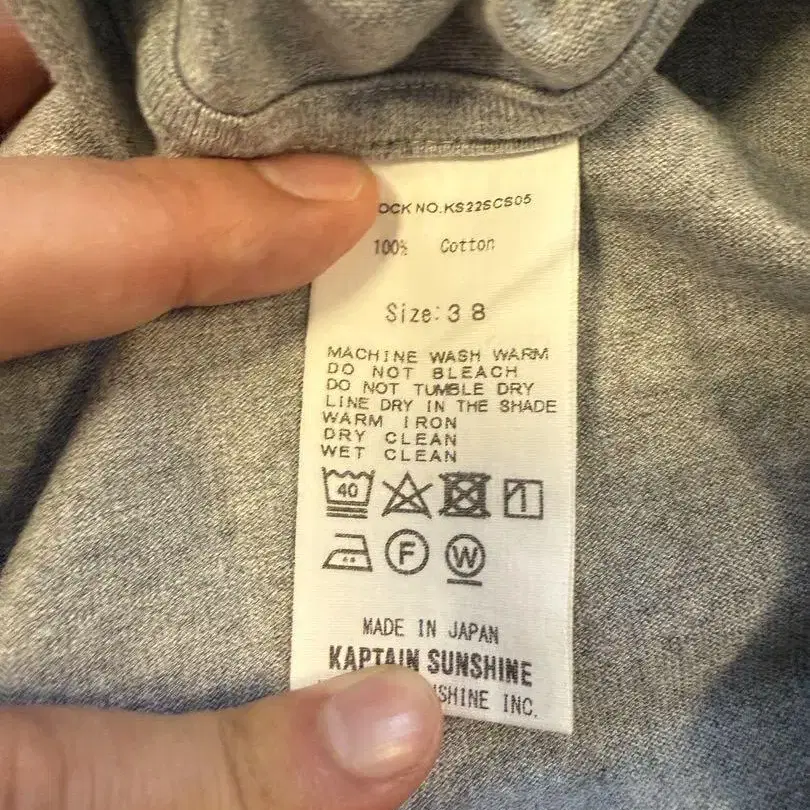 OCK NO.KS22SCS05
100% Cotton
Size:38
MACHINE WASH WARM
DO NOT BLEACH
DO NOT TUMBLE DRY
LINE DRY IN THE SHADE
WARM IRON
DRY CLEAN
WET CLEAN
40
F W
MADE IN JAPAN
KAPTAIN SUNSHINE
SHINE INC.